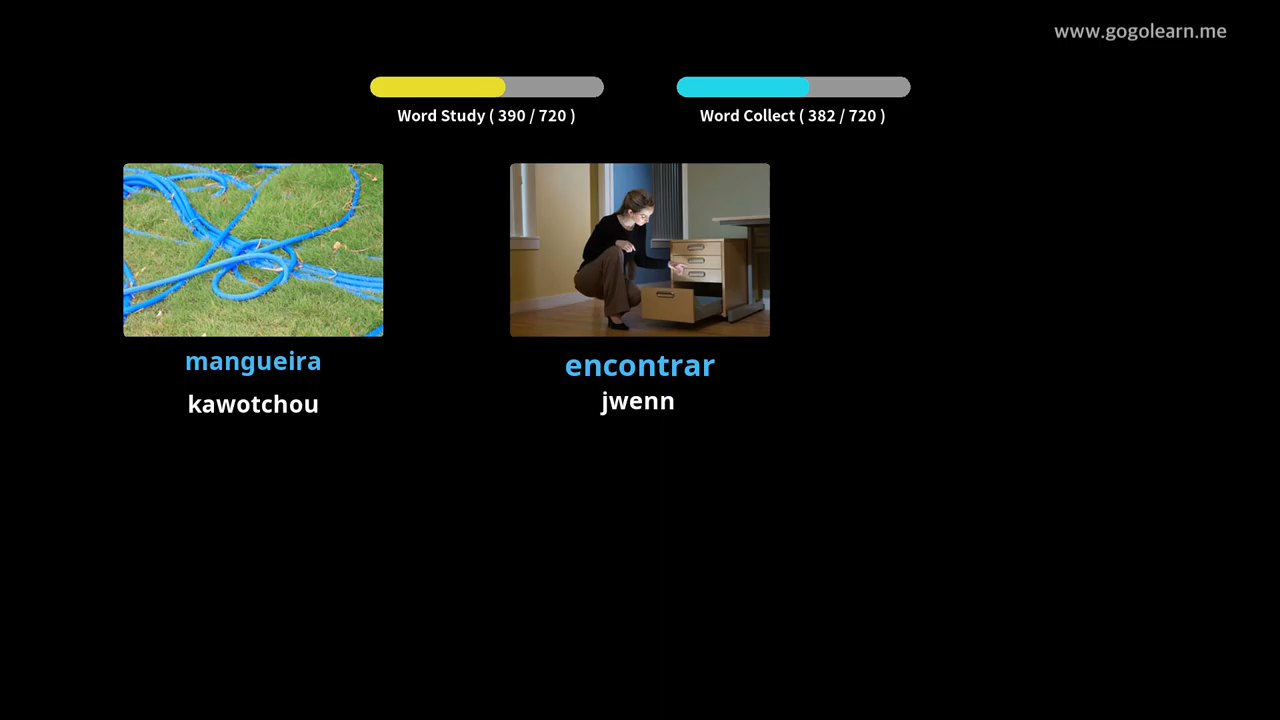 www.gogolearn.me
Word Study ( 390 / 720 )
Word Collect ( 382 / 720 )
mangueira
kawotchou
encontrar
jwenn